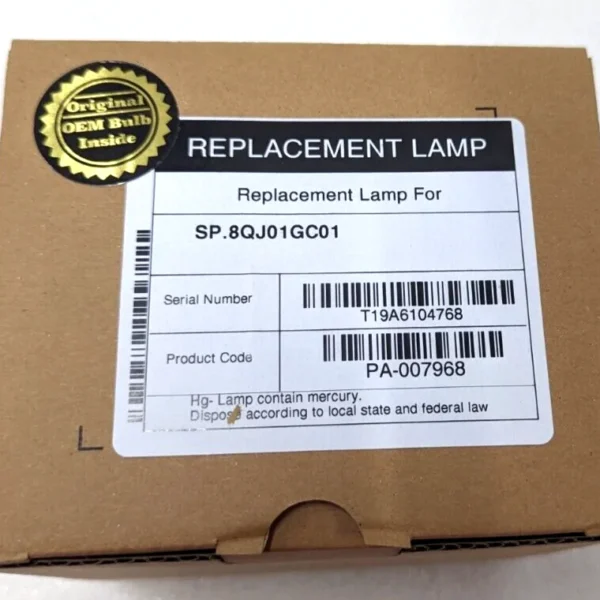 Original
OEM Bulb
Inside
REPLACEMENT LAMP
Replacement Lamp For
SP.8QJ01GC01
Serial Number
T19A6104768
Product Code
PA-007968
Hg- Lamp contain mercury.
Dispose according to local state and federal law